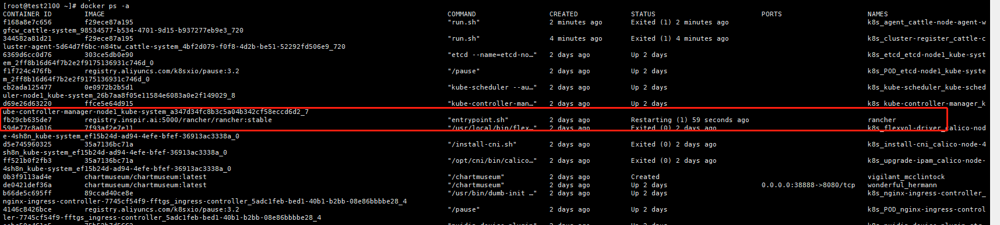 [root@test2100 ~]# docker ps -a
CONTAINER ID IMAGE COMMAND CREATED STATUS PORTS NAMES
f168a8e7c656 f29ece87a195 "run.sh" 2 minutes ago Exited (1) 2 minutes ago k8s_agent_cattle-node-agent-w
gfcw_cattle-system_98534577-b534-4701-9d15-b937277eb9e3_720
344582a81d21 f29ece87a195 "run.sh" 4 minutes ago Exited (1) 4 minutes ago k8s_cluster-register_cattle-c
luster-agent-5d64d7f6bc-n84tw_cattle-system_4bf2d079-f0f8-4d2b-be51-52292fd506e9_720
6369d6cc0d76 303ce5db0e90 "etcd --name=etcd-no…" 2 days ago Up 2 days k8s_etcd_etcd-node1_kube-syst
em_2ff8b16d64f7b2e2f9175136931c746d_0
f1f724c476fb registry.aliyuncs.com/k8sxio/pause:3.2 "/pause" 2 days ago Up 2 days k8s_POD_etcd-node1_kube-syste
m_2ff8b16d64f7b2e2f9175136931c746d_0
cb2ada125477 0e0972b2b5d1 "kube-scheduler --au…" 2 days ago Up 2 days k8s_kube-scheduler_kube-sched
uler-node1_kube-system_26b7aa8f05e11584e6083a0e2f149029_8
d69e26d63220 ffce5e64d915 "kube-controller-man…" 2 days ago Up 2 days k8s_kube-controller-manager_k
ube-controller-manager-node1_kube-system_a347d34fc8b3c5a04b342cf58eccd6d2_7
fb29cb635de7 registry.inspir.ai:5000/rancher/rancher:stable "entrypoint.sh" 2 days ago Restarting (1) 59 seconds ago rancher
59de77c8a016 7f93af2e7e11 "/usr/local/bin/flex… 2 days ago Exited (0) 2 days ago k8s_flexvol-driver_calico-nod
e-4sh8n_kube-system_ef15b24d-ad94-4efe-bfef-36913ac3338a_0
d5e745960325 35a7136bc71a "/install-cni.sh" 2 days ago Exited (0) 2 days ago k8s_install-cni_calico-node-4
sh8n_kube-system_ef15b24d-ad94-4efe-bfef-36913ac3338a_0
ff521b0f2fb3 35a7136bc71a "/opt/cni/bin/calico…" 2 days ago Exited (0) 2 days ago k8s_upgrade-ipam_calico-node-
4sh8n_kube-system_ef15b24d-ad94-4efe-bfef-36913ac3338a_0
0b3f9113ad4e chartmuseum/chartmuseum:latest "/chartmuseum" 2 days ago Created vigilant_mcclintock
de0421def36a chartmuseum/chartmuseum:latest "/chartmuseum" 2 days ago Up 2 days 0.0.0.0:38888->8080/tcp wonderful_hermann
b66de5c695ff 89ccad40ce8e "/usr/bin/dumb-init …" 2 days ago Up 2 days k8s_nginx-ingress-controller_
nginx-ingress-controller-7745cf54f9-fftgs_ingress-controller_5adc1feb-bed1-40b1-b2bb-08e86bbbbe28_4
4146c8426bce registry.aliyuncs.com/k8sxio/pause:3.2 "/pause" 2 days ago Up 2 days k8s_POD_nginx-ingress-control
ler-7745cf54f9-fftgs_ingress-controller_5adc1feb-bed1-40b1-b2bb-08e86bbbbe28_4